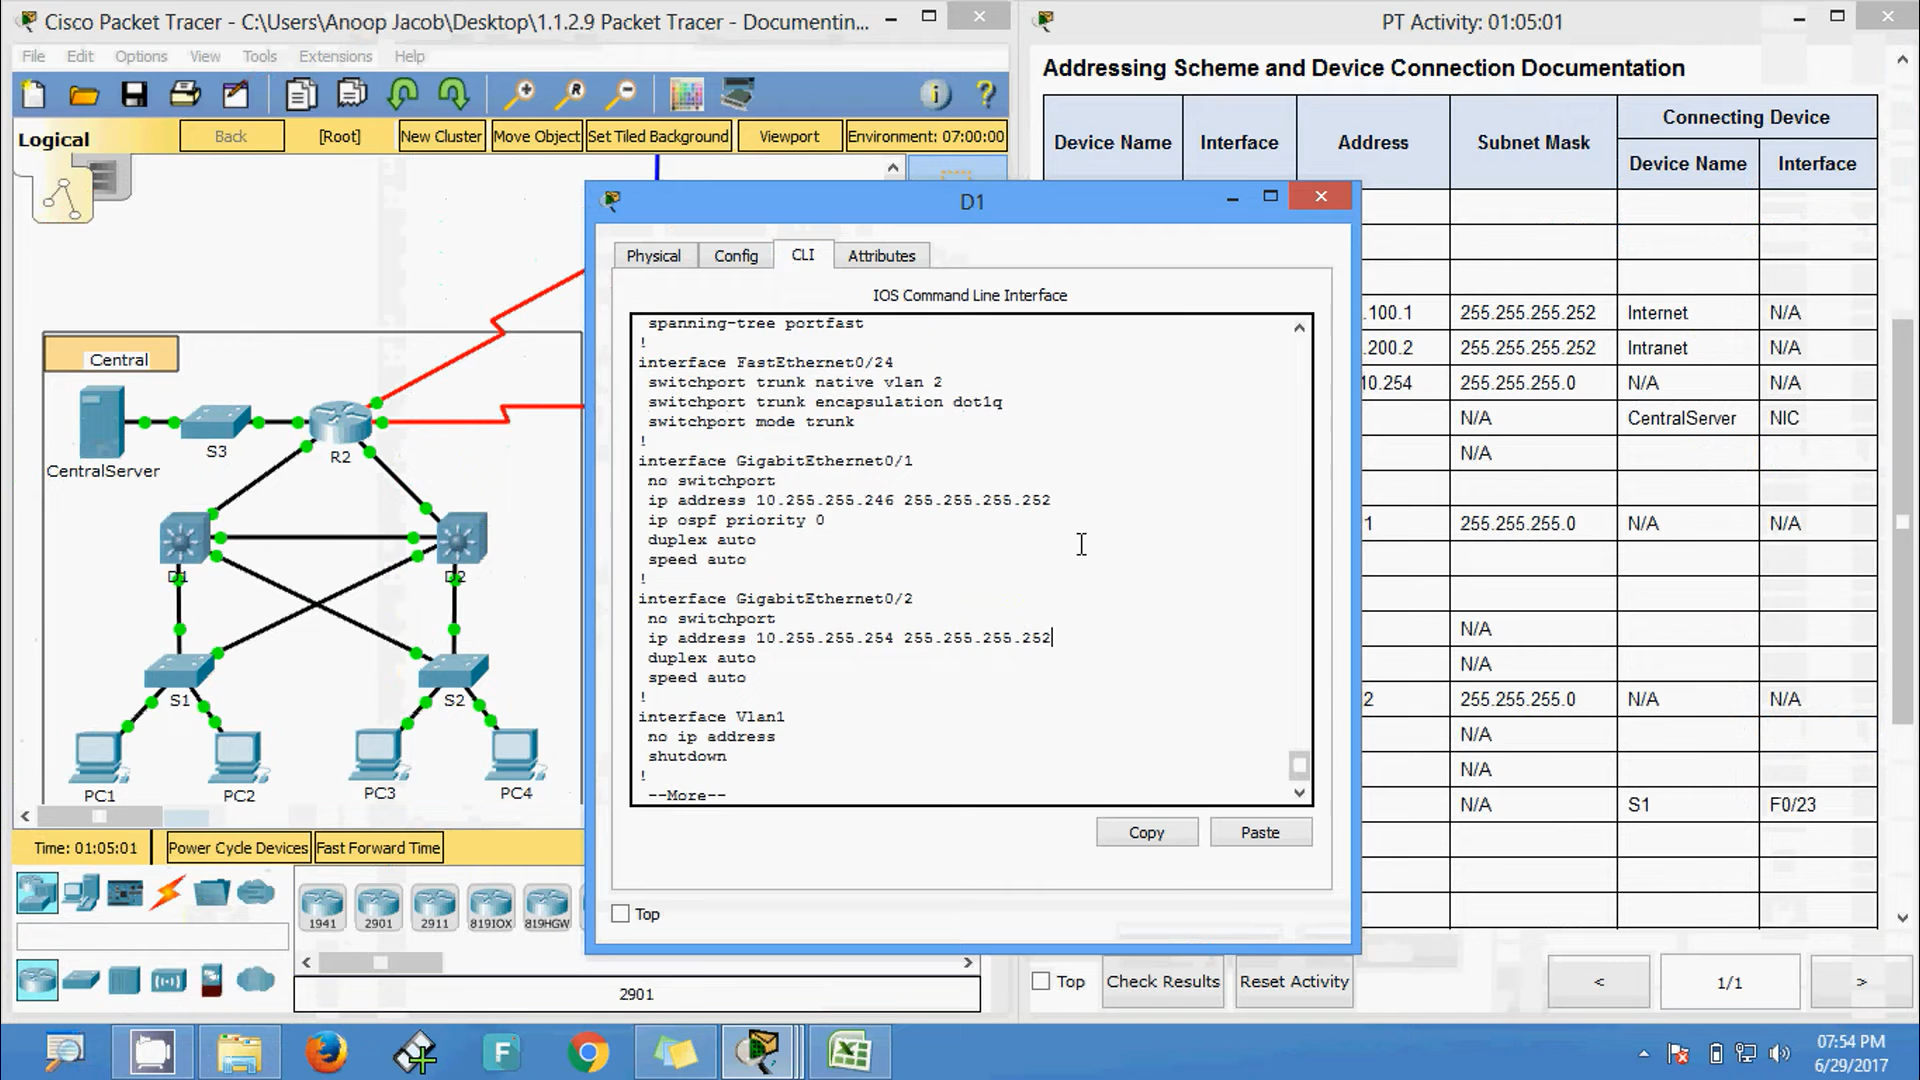 Cisco Packet Tracer - C:\Users\Anoop Jacob\Desktop\1.1.2.9 Packet Tracer - Documentin...
File Edit Options View Tools Extensions Help
Logical
Back
[Root]
New Cluster
Move Object
Set Tiled Background
Viewport
Environment: 07:00:00
Central
CentralServer
S3
R2
D1
D2
S1
S2
PC1
PC2
PC3
PC4
Time: 01:05:01
Power Cycle Devices
Fast Forward Time
1941
2901
2911
819IOX
819HGW
2901
D1
Physical
Config
CLI
Attributes
IOS Command Line Interface
spanning-tree portfast
!
interface FastEthernet0/24
switchport trunk native vlan 2
switchport trunk encapsulation dot1q
switchport mode trunk
!
interface GigabitEthernet0/1
no switchport
ip address 10.255.255.246 255.255.255.252
ip ospf priority 0
duplex auto
speed auto
!
interface GigabitEthernet0/2
no switchport
ip address 10.255.255.254 255.255.255.252
duplex auto
speed auto
!
interface Vlan1
no ip address
shutdown
!
--More--
Copy
Paste
Top
PT Activity: 01:05:01
Addressing Scheme and Device Connection Documentation
Device Name
Interface
Address
Subnet Mask
Connecting Device
Device Name
Interface
.100.1 255.255.255.252 Internet N/A
.200.2 255.255.255.252 Intranet N/A
10.254 255.255.255.0 N/A N/A
N/A CentralServer NIC
N/A
1 255.255.255.0 N/A N/A
N/A
N/A
2 255.255.255.0 N/A N/A
N/A
N/A
N/A S1 F0/23
Top
Check Results
Reset Activity
<
1/1
>
07:54 PM
6/29/2017